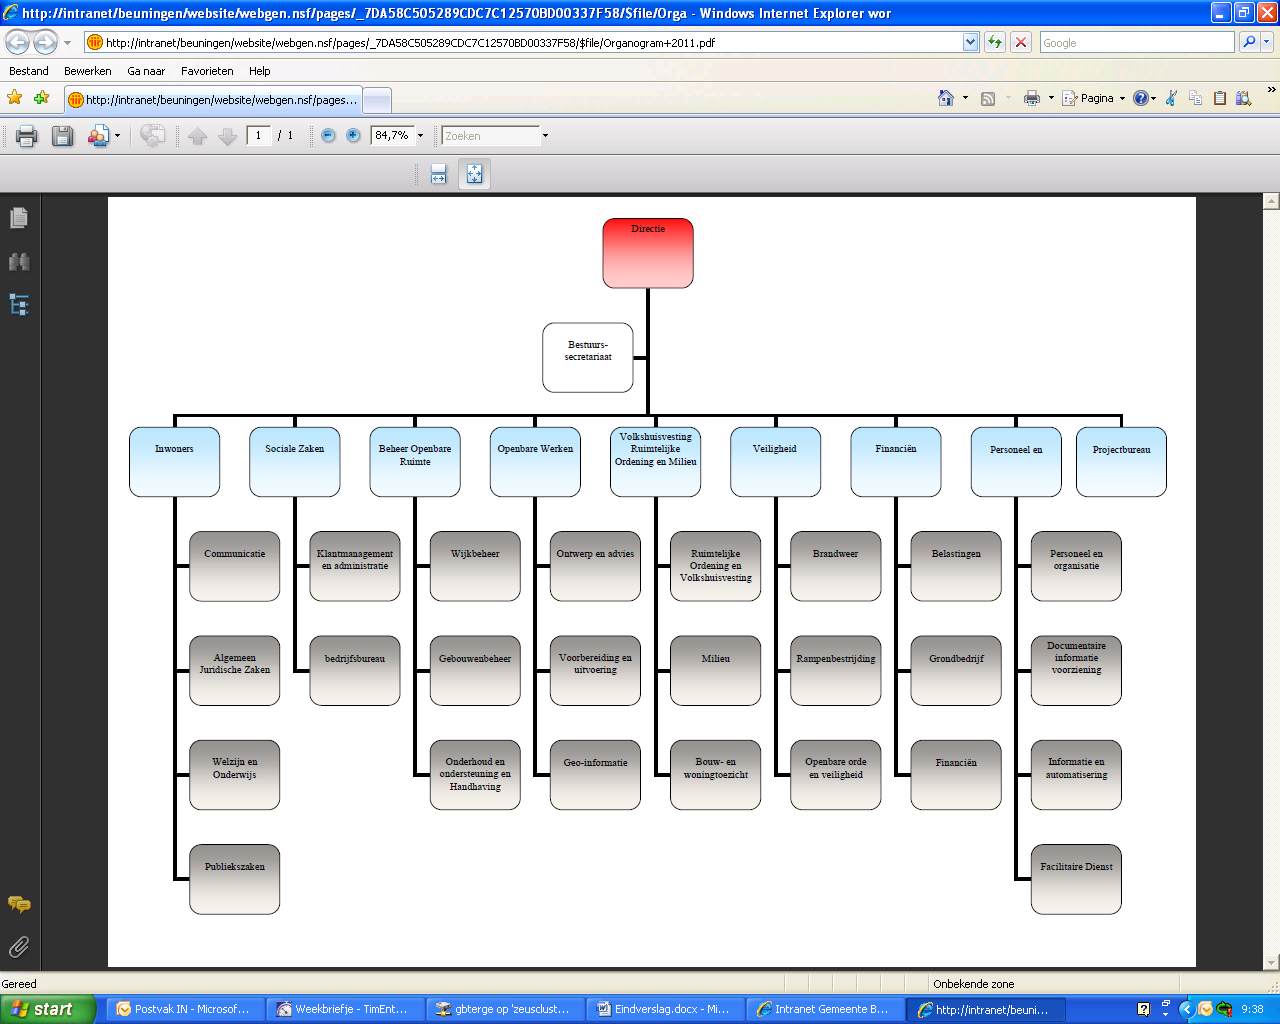 http://intranet/beuningen/website/webgen.nsf/pages/_7DA58C505289CDC7C12570BD00337F58/$file/Orga - Windows Internet Explorer wor
http://intranet/beuningen/website/webgen.nsf/pages/_7DA58C505289CDC7C12570BD00337F58/$file/Organogram+2011.pdf
Google
Bestand Bewerken Ga naar Favorieten Help
http://intranet/beuningen/website/webgen.nsf/pages...
Pagina
1 / 1
84,7%
Zoeken
Directie
Bestuurs-
secretariaat
Inwoners
Sociale Zaken
Beheer Openbare
Ruimte
Openbare Werken
Volkshuisvesting
Ruimtelijke
Ordening en Milieu
Veiligheid
Financiën
Personeel en
Projectbureau
Communicatie
Klantmanagement
en administratie
Wijkbeheer
Ontwerp en advies
Ruimtelijke
Ordening en
Volkshuisvesting
Brandweer
Belastingen
Personeel en
organisatie
Algemeen
Juridische Zaken
bedrijfsbureau
Gebouwenbeheer
Voorbereiding en
uitvoering
Milieu
Rampenbestrijding
Grondbedrijf
Documentaire
informatie
voorziening
Welzijn en
Onderwijs
Onderhoud en
ondersteuning en
Handhaving
Geo-informatie
Bouw- en
woningtoezicht
Openbare orde
en veiligheid
Financiën
Informatie en
automatisering
Publiekszaken
Facilitaire Dienst
Gereed
Onbekende zone
start
Postvak IN - Microsof...
Weekbriefje - TimEnt...
gbterge op 'zeusclust...
Eindverslag.docx - Mi...
Intranet Gemeente B...
http://intranet/beuni...
9:38